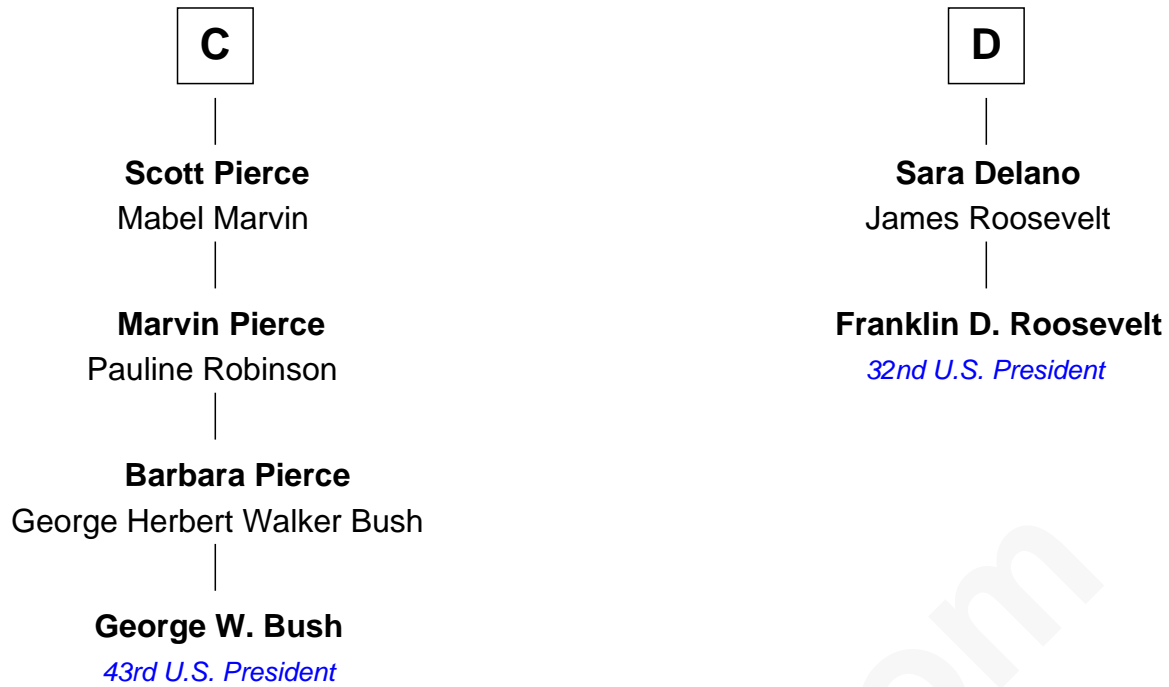 C
Scott Pierce
Mabel Marvin
Marvin Pierce
Pauline Robinson
Barbara Pierce
George Herbert Walker Bush
George W. Bush
43rd U.S. President
D
Sara Delano
James Roosevelt
Franklin D. Roosevelt
32nd U.S. President
om